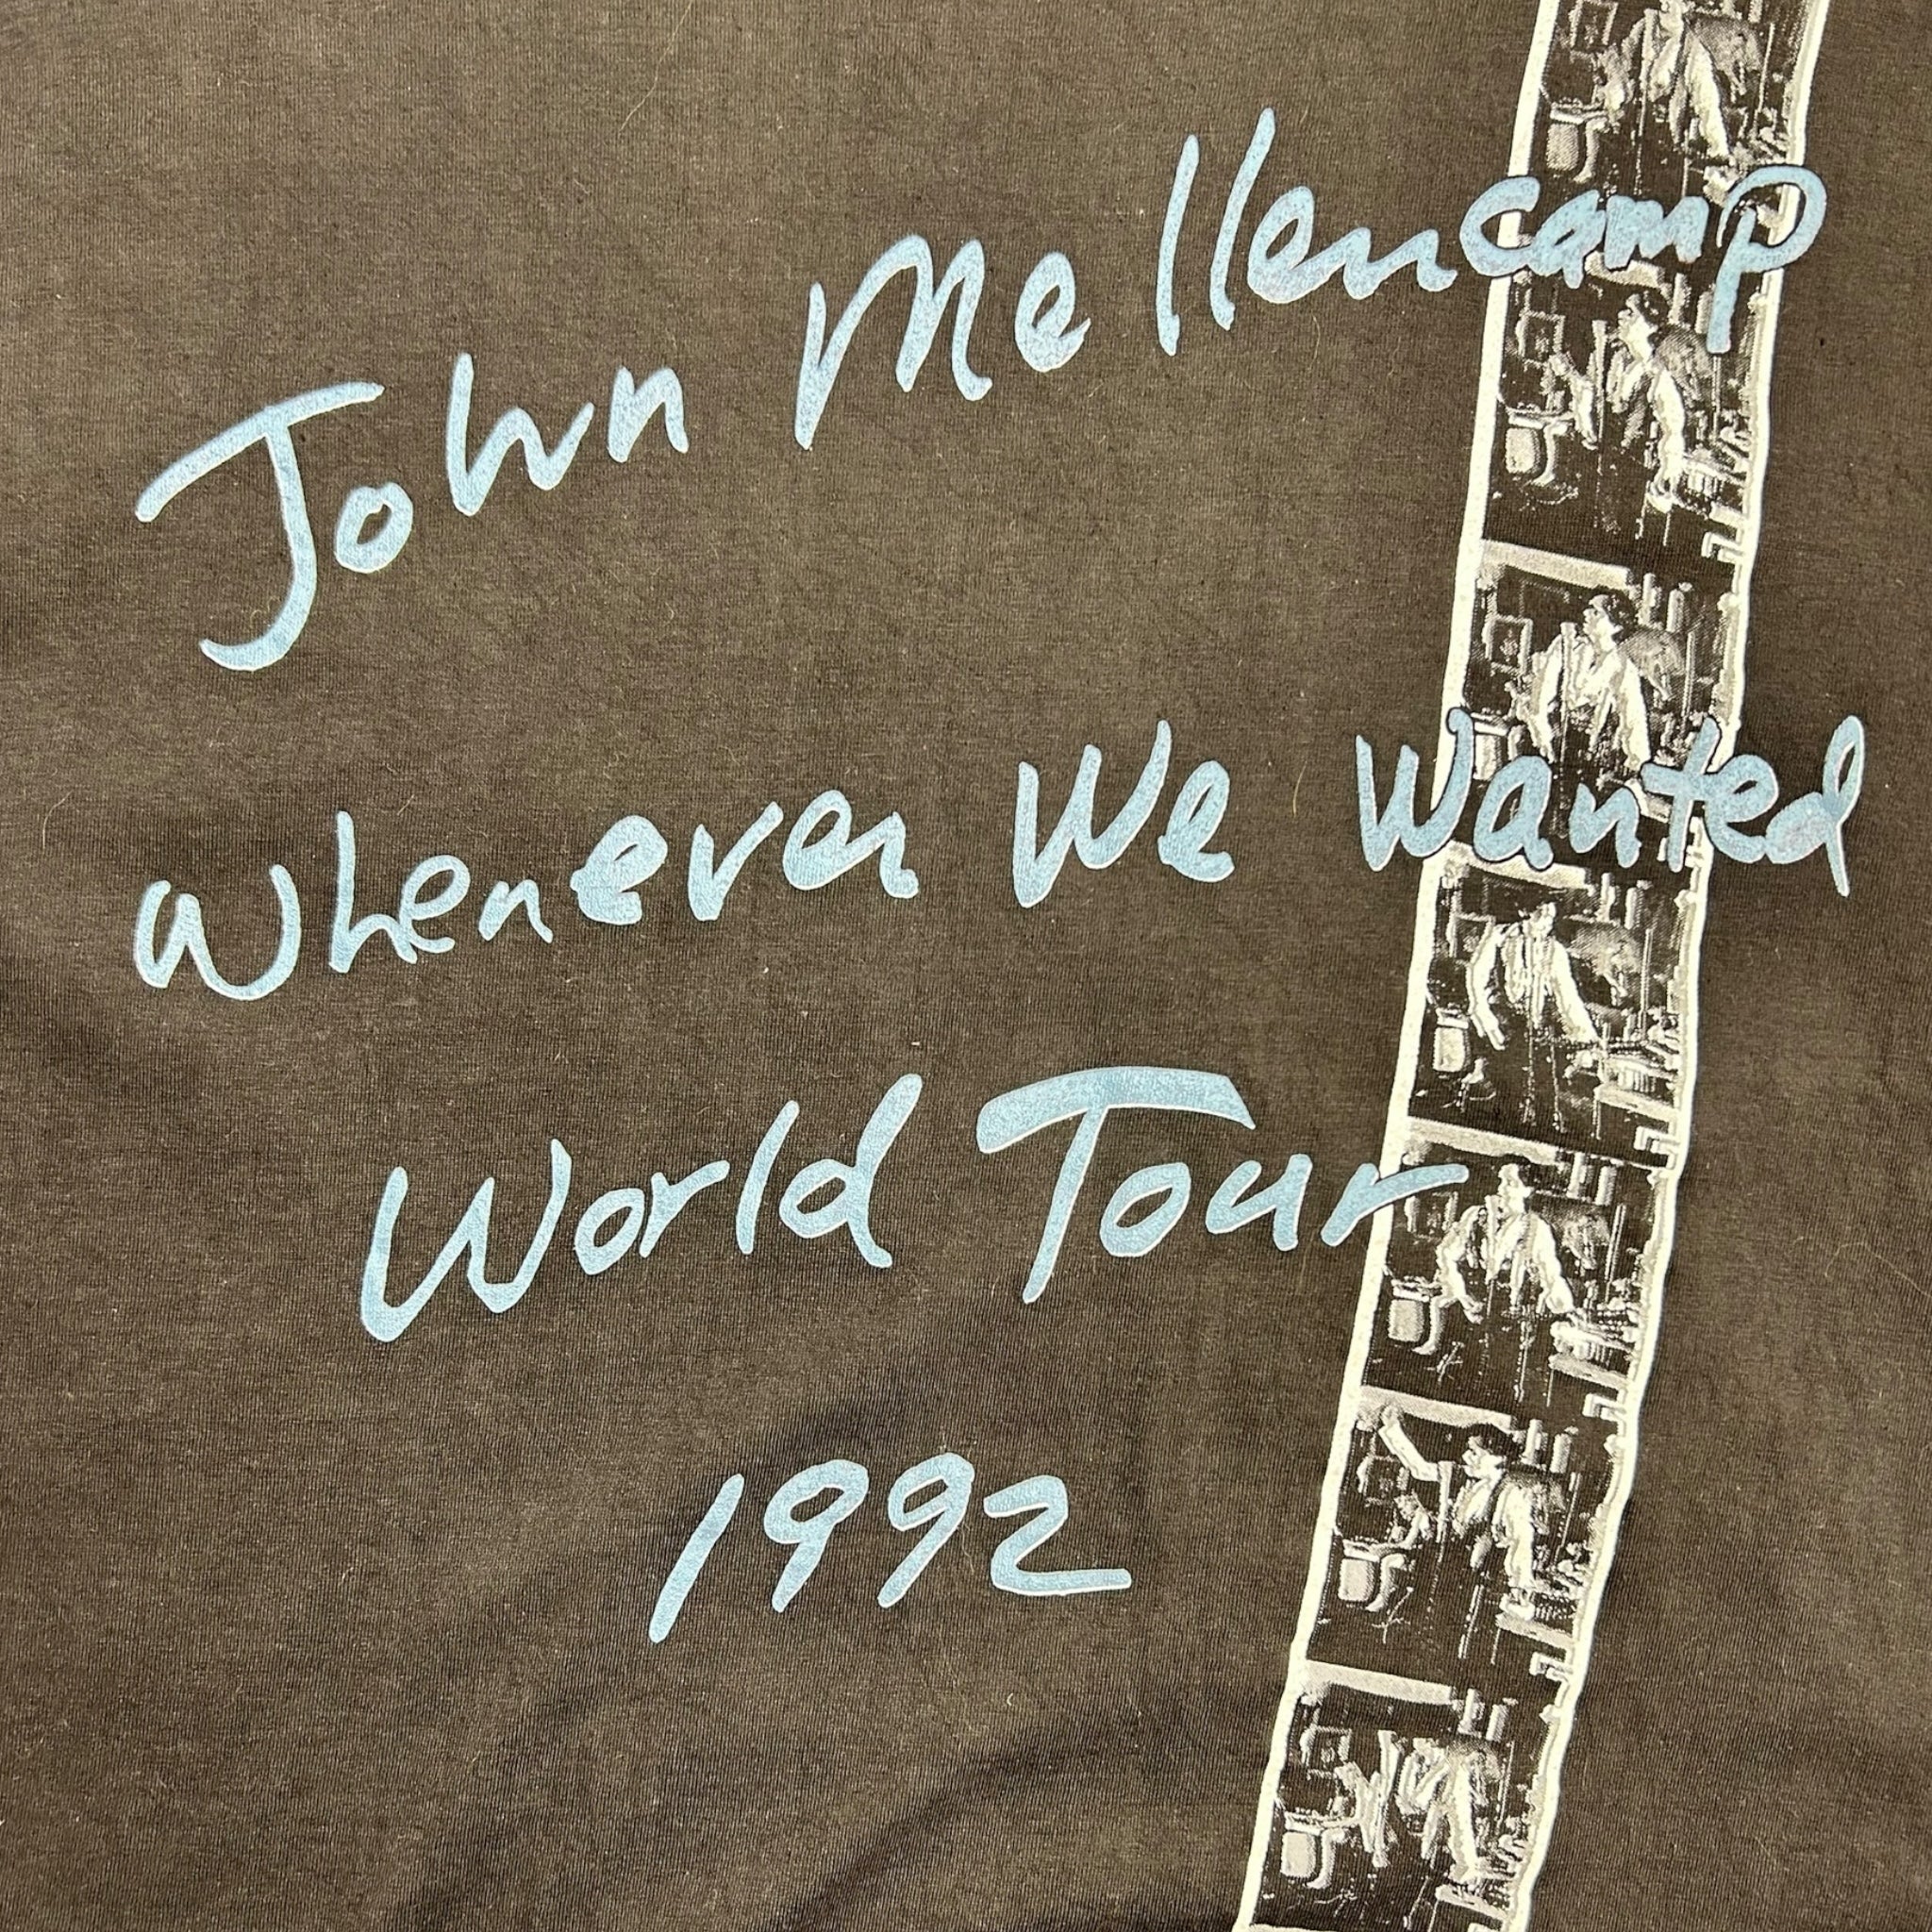 John Mellencamp
Whenever We Wanted
World Tour
1992